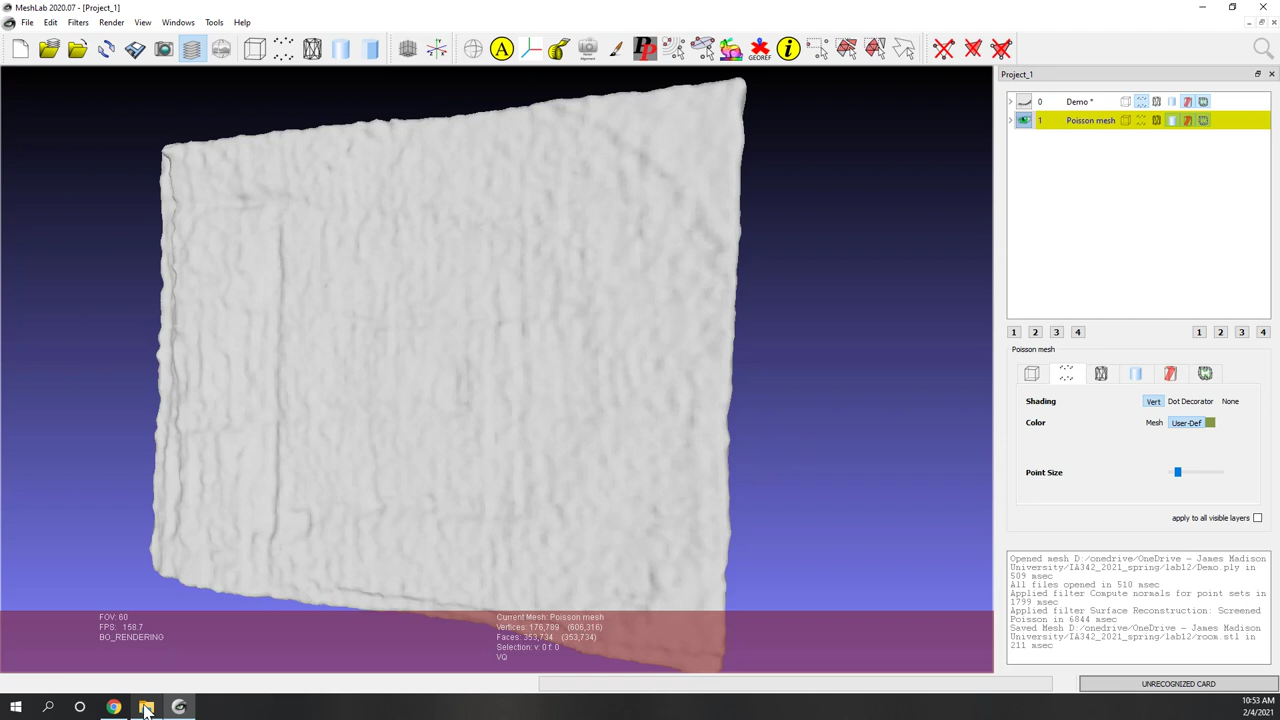 MeshLab 2020.07 - [Project_1]
File Edit Filters Render View Windows Tools Help
A PP GEOREF i
Project_1
0 Demo *
1 Poisson mesh
1 2 3 4 1 2 3 4
Poisson mesh
Shading Vert Dot Decorator None
Color Mesh User-Def
Point Size
apply to all visible layers
Opened mesh D:/onedrive/OneDrive - James Madison
University/IA342_2021_spring/lab12/Demo.ply in
509 msec
All files opened in 510 msec
Applied filter Compute normals for point sets in
1799 msec
Applied filter Surface Reconstruction: Screened
Poisson in 6844 msec
Saved Mesh D:/onedrive/OneDrive - James Madison
University/IA342_2021_spring/lab12/room.stl in
211 msec
FOV: 60
FPS: 158.7
BO_RENDERING
Current Mesh: Poisson mesh
Vertices: 176,789 (606,316)
Faces: 353,734 (353,734)
Selection: v: 0 f: 0
VQ
UNRECOGNIZED CARD
10:53 AM
2/4/2021